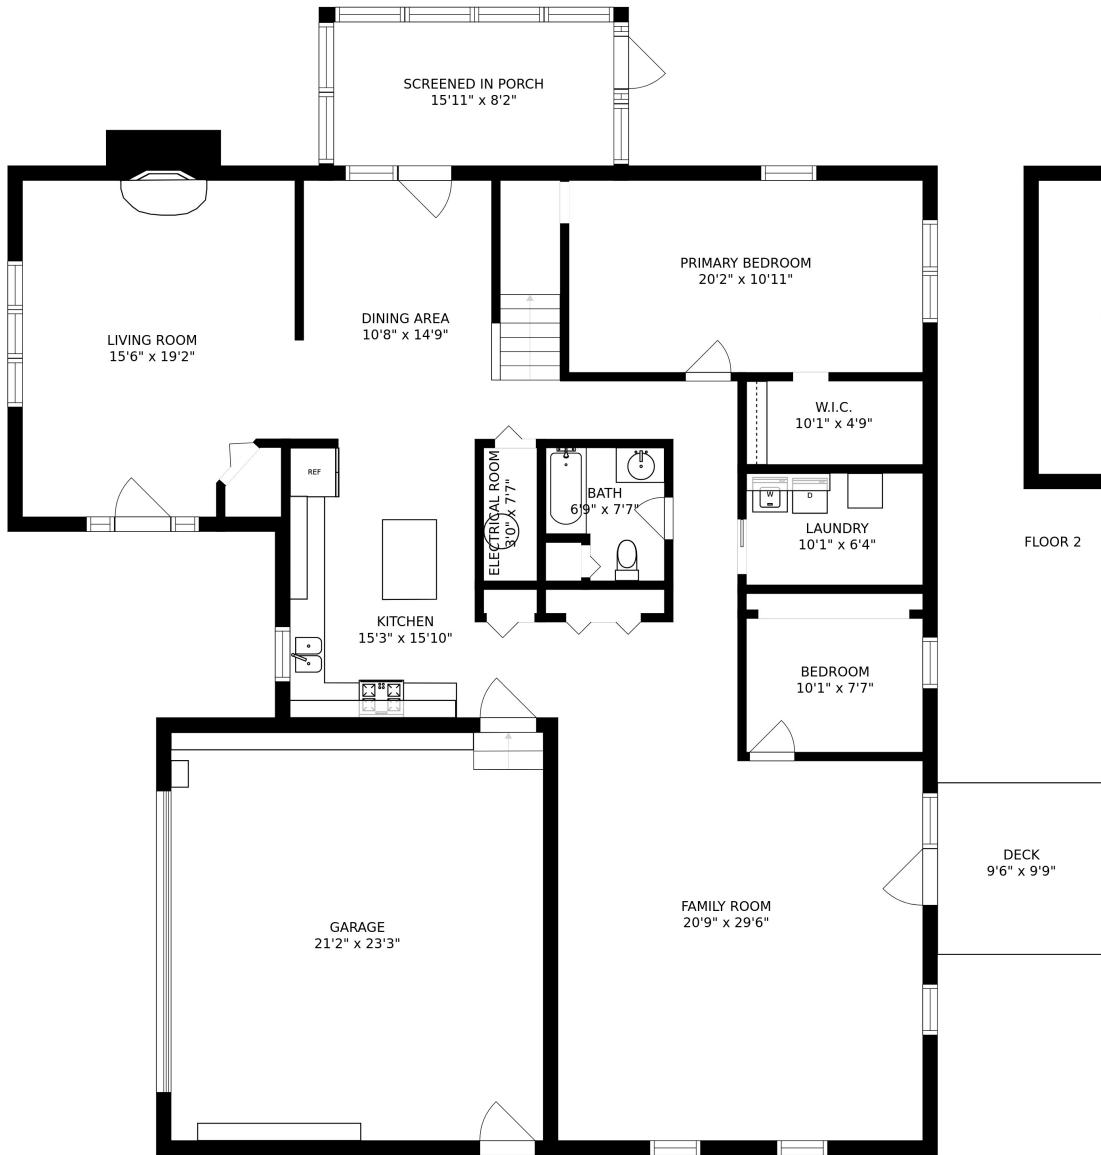 SCREENED IN PORCH
15'11" x 8'2"
PRIMARY BEDROOM
20'2" x 10'11"
DINING AREA
10'8" x 14'9"
LIVING ROOM
15'6" x 19'2"
W.I.C.
10'1" x 4'9"
REF
ELECTRICAL ROOM
3'0" x 7'7"
BATH
6'9" x 7'7"
W
D
LAUNDRY
10'1" x 6'4"
FLOOR 2
KITCHEN
15'3" x 15'10"
BEDROOM
10'1" x 7'7"
DECK
9'6" x 9'9"
FAMILY ROOM
20'9" x 29'6"
GARAGE
21'2" x 23'3"